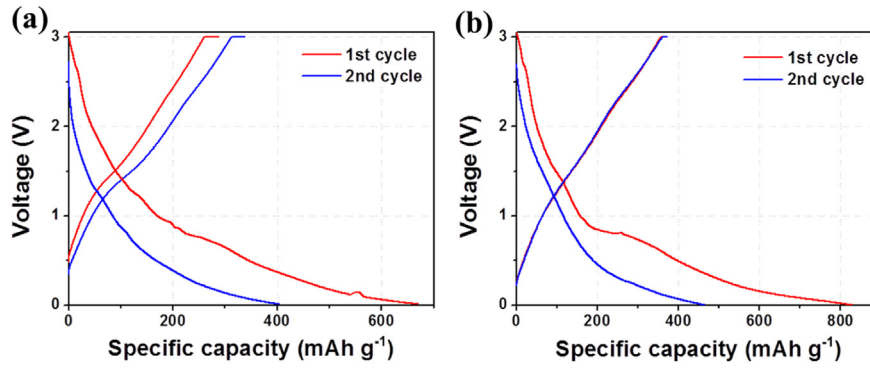 (a)
3
2
1
0
Voltage (V)
1st cycle
2nd cycle
0 200 400 600
Specific capacity (mAh g⁻¹)
(b)
3
2
1
0
Voltage (V)
1st cycle
2nd cycle
0 200 400 600 800
Specific capacity (mAh g⁻¹)